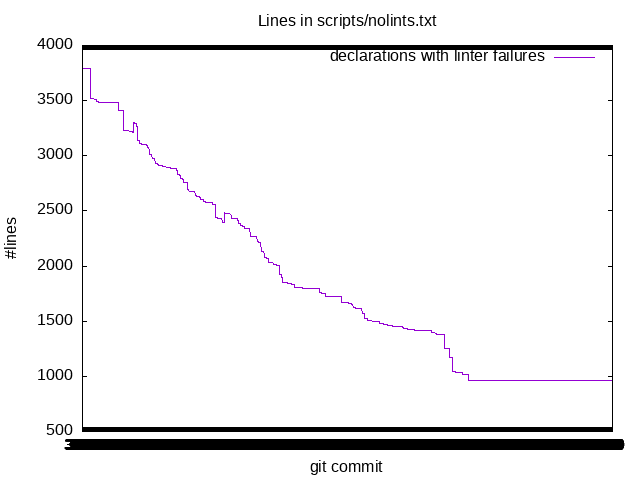 Lines in scripts/nolints.txt
4000
declarations with linter failures
3500
3000
2500
#lines
2000
1500
1000
500
git commit